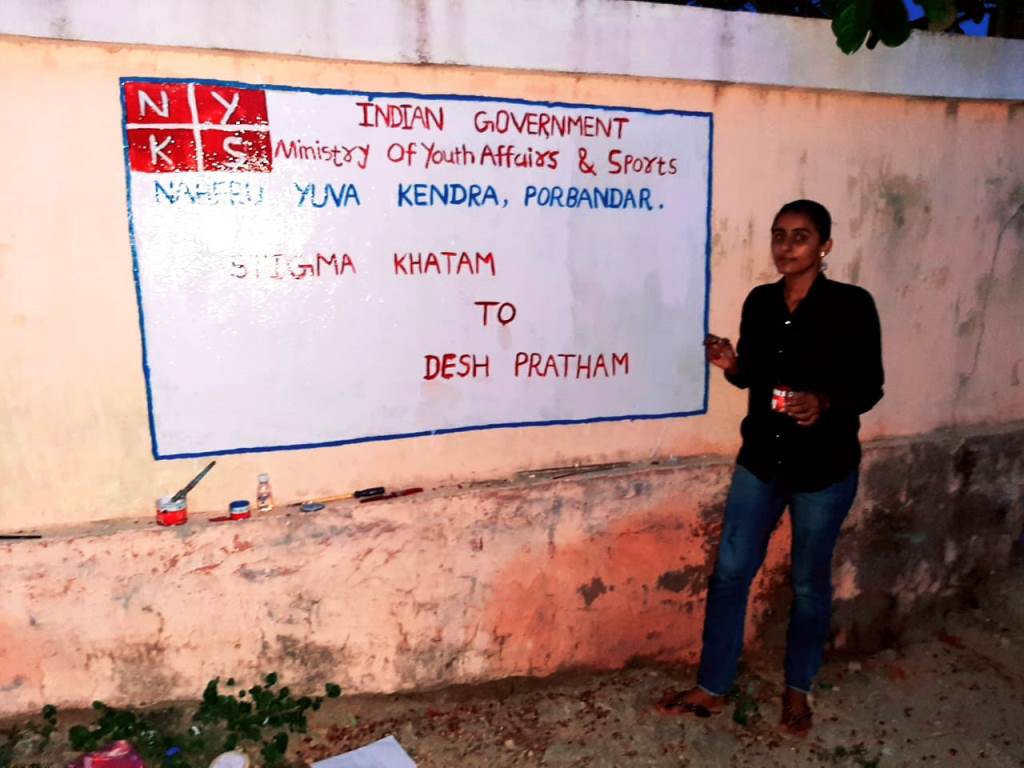 N Y
K S
INDIAN GOVERNMENT
Ministry Of Youth Affairs & Sports
NAHERU YUVA KENDRA, PORBANDAR.
STIGMA KHATAM
TO
DESH PRATHAM